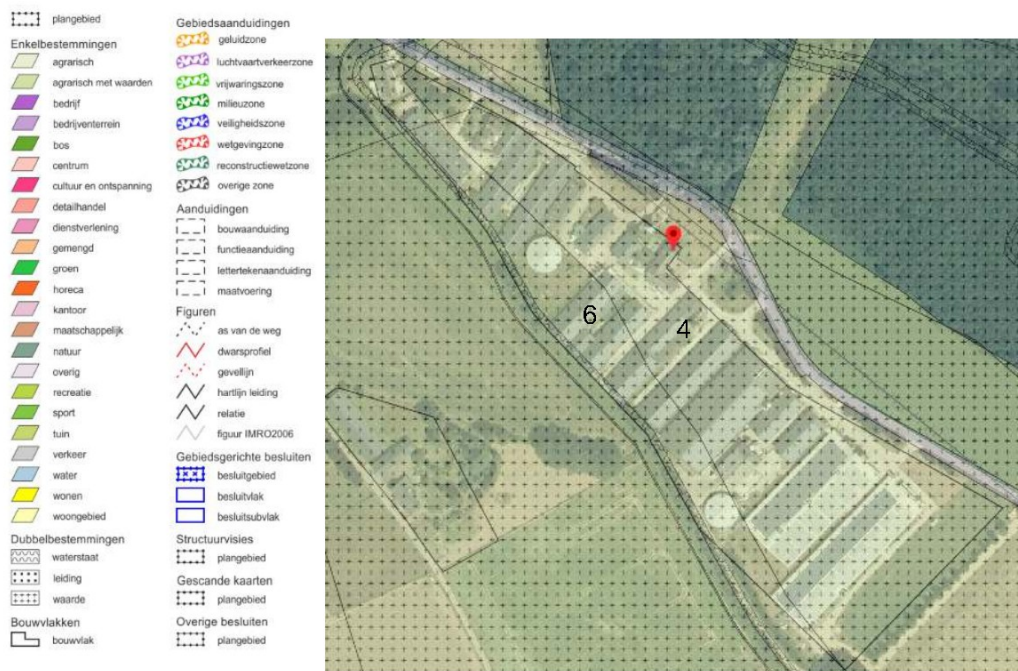 plangebied
Enkelbestemmingen
agrarisch
agrarisch met waarden
bedrijf
bedrijventerrein
bos
centrum
cultuur en ontspanning
detailhandel
dienstverlening
gemengd
groen
horeca
kantoor
maatschappelijk
natuur
overig
recreatie
sport
tuin
verkeer
water
wonen
woongebied
Dubbelbestemmingen
waterstaat
leiding
waarde
Bouwvlakken
bouwvlak
Gebiedsaanduidingen
geluidzone
luchtvaartverkeerzone
vrijwaringszone
milieuzone
veiligheidszone
wetgevingzone
reconstructiewetzone
overige zone
Aanduidingen
bouwaanduiding
functieaanduiding
lettertekenaanduiding
maatvoering
Figuren
as van de weg
dwarsprofiel
gevellijn
hartlijn leiding
relatie
figuur IMRO2006
Gebiedsgerichte besluiten
besluitgebied
besluitvlak
besluitsubvlak
Structuurvisies
plangebied
Gescande kaarten
plangebied
Overige besluiten
plangebied
6
4